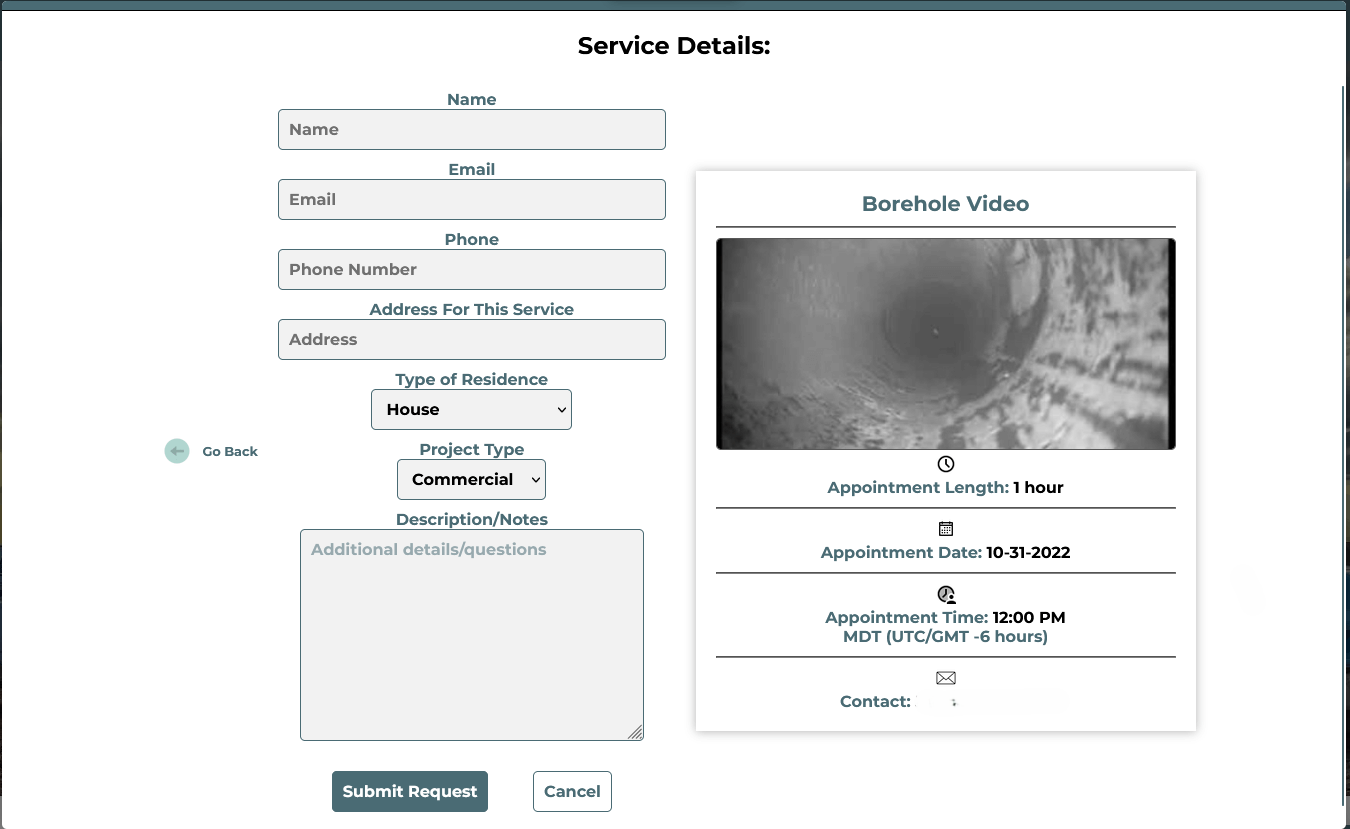 Service Details:
Name
Name
Email
Email
Phone
Phone Number
Address For This Service
Address
Type of Residence
House
Go Back
Project Type
Commercial
Description/Notes
Additional details/questions
Submit Request
Cancel
Borehole Video
Appointment Length: 1 hour
Appointment Date: 10-31-2022
Appointment Time: 12:00 PM
MDT (UTC/GMT -6 hours)
Contact: